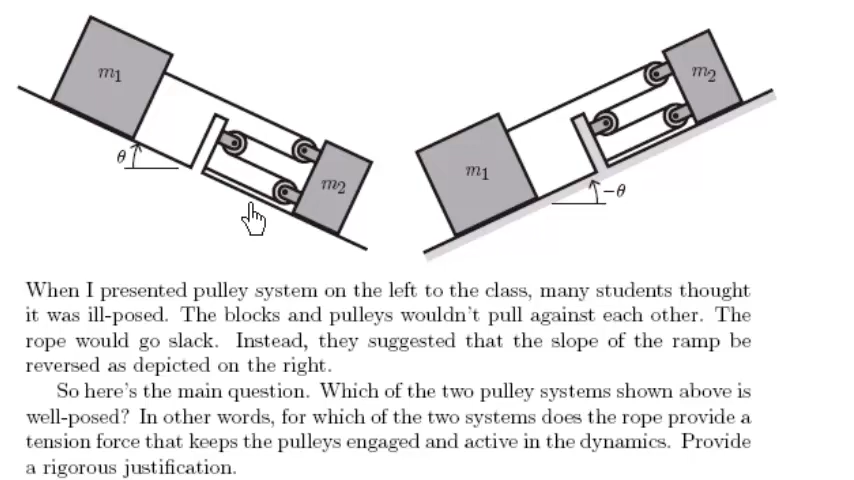 m₁
θ
m₂
m₁
m₂
−θ
When I presented pulley system on the left to the class, many students thought
it was ill-posed. The blocks and pulleys wouldn't pull against each other. The
rope would go slack. Instead, they suggested that the slope of the ramp be
reversed as depicted on the right.
So here's the main question. Which of the two pulley systems shown above is
well-posed? In other words, for which of the two systems does the rope provide a
tension force that keeps the pulleys engaged and active in the dynamics. Provide
a rigorous justification.